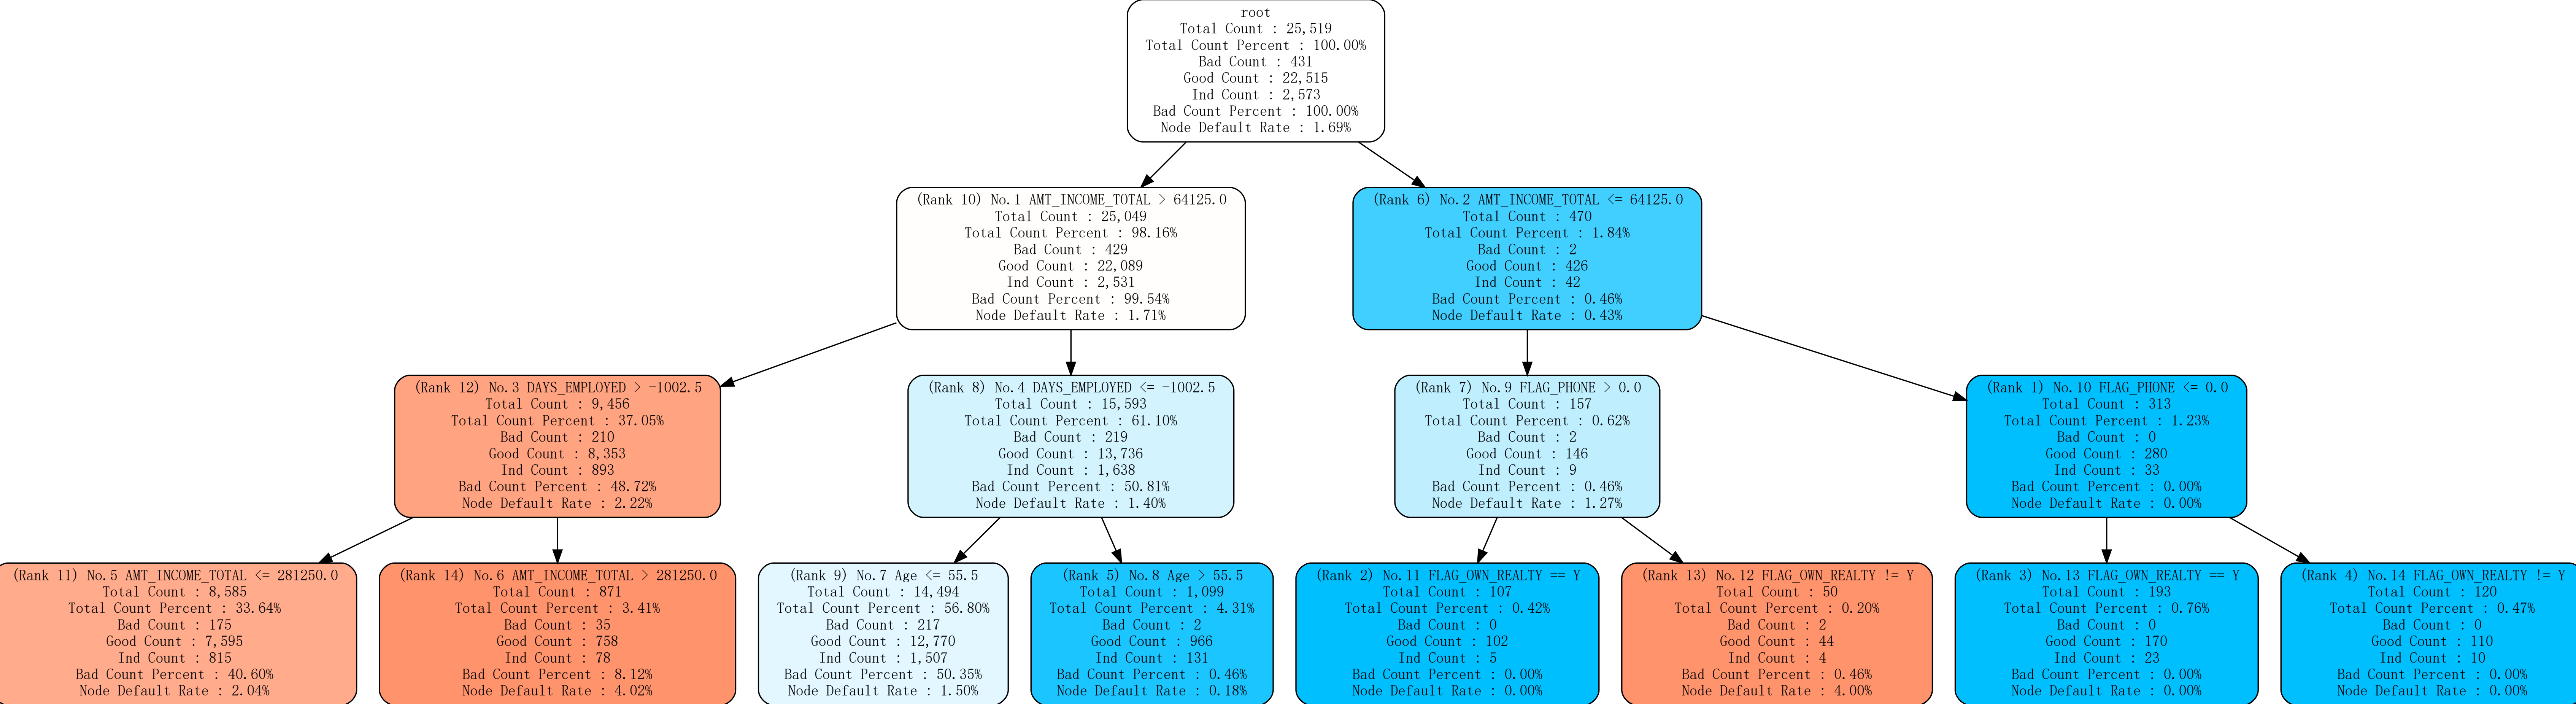 root
Total Count : 25,519
Total Count Percent : 100.00%
Bad Count : 431
Good Count : 22,515
Ind Count : 2,573
Bad Count Percent : 100.00%
Node Default Rate : 1.69%
(Rank 10) No.1 AMT_INCOME_TOTAL > 64125.0
Total Count : 25,049
Total Count Percent : 98.16%
Bad Count : 429
Good Count : 22,089
Ind Count : 2,531
Bad Count Percent : 99.54%
Node Default Rate : 1.71%
(Rank 6) No.2 AMT_INCOME_TOTAL <= 64125.0
Total Count : 470
Total Count Percent : 1.84%
Bad Count : 2
Good Count : 426
Ind Count : 42
Bad Count Percent : 0.46%
Node Default Rate : 0.43%
(Rank 12) No.3 DAYS_EMPLOYED > -1002.5
Total Count : 9,456
Total Count Percent : 37.05%
Bad Count : 210
Good Count : 8,353
Ind Count : 893
Bad Count Percent : 48.72%
Node Default Rate : 2.22%
(Rank 8) No.4 DAYS_EMPLOYED <= -1002.5
Total Count : 15,593
Total Count Percent : 61.10%
Bad Count : 219
Good Count : 13,736
Ind Count : 1,638
Bad Count Percent : 50.81%
Node Default Rate : 1.40%
(Rank 7) No.9 FLAG_PHONE > 0.0
Total Count : 157
Total Count Percent : 0.62%
Bad Count : 2
Good Count : 146
Ind Count : 9
Bad Count Percent : 0.46%
Node Default Rate : 1.27%
(Rank 1) No.10 FLAG_PHONE <= 0.0
Total Count : 313
Total Count Percent : 1.23%
Bad Count : 0
Good Count : 280
Ind Count : 33
Bad Count Percent : 0.00%
Node Default Rate : 0.00%
(Rank 11) No.5 AMT_INCOME_TOTAL <= 281250.0
Total Count : 8,585
Total Count Percent : 33.64%
Bad Count : 175
Good Count : 7,595
Ind Count : 815
Bad Count Percent : 40.60%
Node Default Rate : 2.04%
(Rank 14) No.6 AMT_INCOME_TOTAL > 281250.0
Total Count : 871
Total Count Percent : 3.41%
Bad Count : 35
Good Count : 758
Ind Count : 78
Bad Count Percent : 8.12%
Node Default Rate : 4.02%
(Rank 9) No.7 Age <= 55.5
Total Count : 14,494
Total Count Percent : 56.80%
Bad Count : 217
Good Count : 12,770
Ind Count : 1,507
Bad Count Percent : 50.35%
Node Default Rate : 1.50%
(Rank 5) No.8 Age > 55.5
Total Count : 1,099
Total Count Percent : 4.31%
Bad Count : 2
Good Count : 966
Ind Count : 131
Bad Count Percent : 0.46%
Node Default Rate : 0.18%
(Rank 2) No.11 FLAG_OWN_REALTY == Y
Total Count : 107
Total Count Percent : 0.42%
Bad Count : 0
Good Count : 102
Ind Count : 5
Bad Count Percent : 0.00%
Node Default Rate : 0.00%
(Rank 13) No.12 FLAG_OWN_REALTY != Y
Total Count : 50
Total Count Percent : 0.20%
Bad Count : 2
Good Count : 44
Ind Count : 4
Bad Count Percent : 0.46%
Node Default Rate : 4.00%
(Rank 3) No.13 FLAG_OWN_REALTY == Y
Total Count : 193
Total Count Percent : 0.76%
Bad Count : 0
Good Count : 170
Ind Count : 23
Bad Count Percent : 0.00%
Node Default Rate : 0.00%
(Rank 4) No.14 FLAG_OWN_REALTY != Y
Total Count : 120
Total Count Percent : 0.47%
Bad Count : 0
Good Count : 110
Ind Count : 10
Bad Count Percent : 0.00%
Node Default Rate : 0.00%